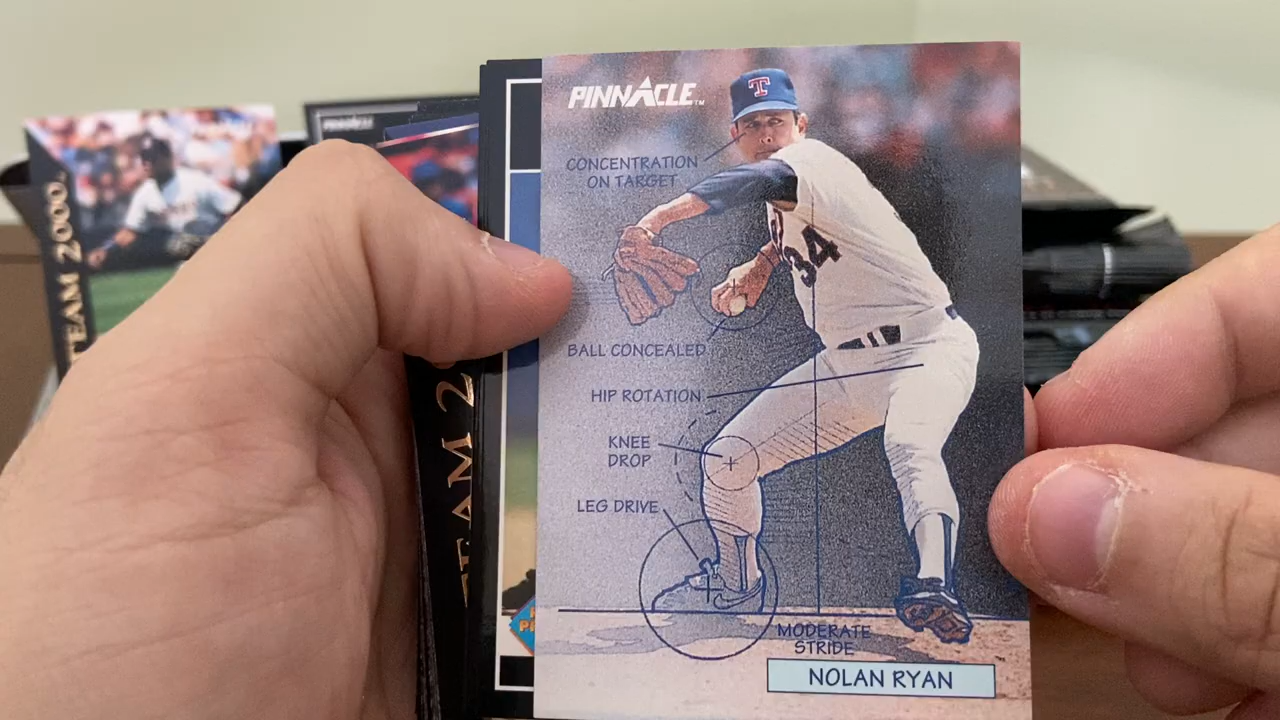 PINNACLE™
T
CONCENTRATION
ON TARGET
34
BALL CONCEALED
HIP ROTATION
KNEE
DROP
LEG DRIVE
MODERATE
STRIDE
NOLAN RYAN
TEAM 2000
PINNACLE
TEAM 2